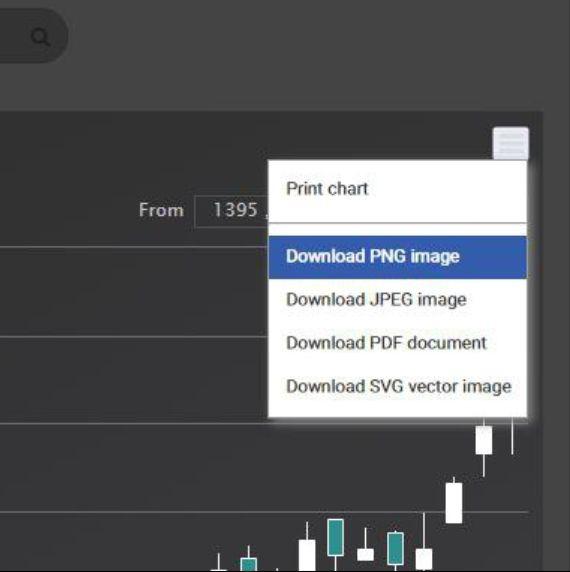 Print chart
From 1395
Download PNG image
Download JPEG image
Download PDF document
Download SVG vector image